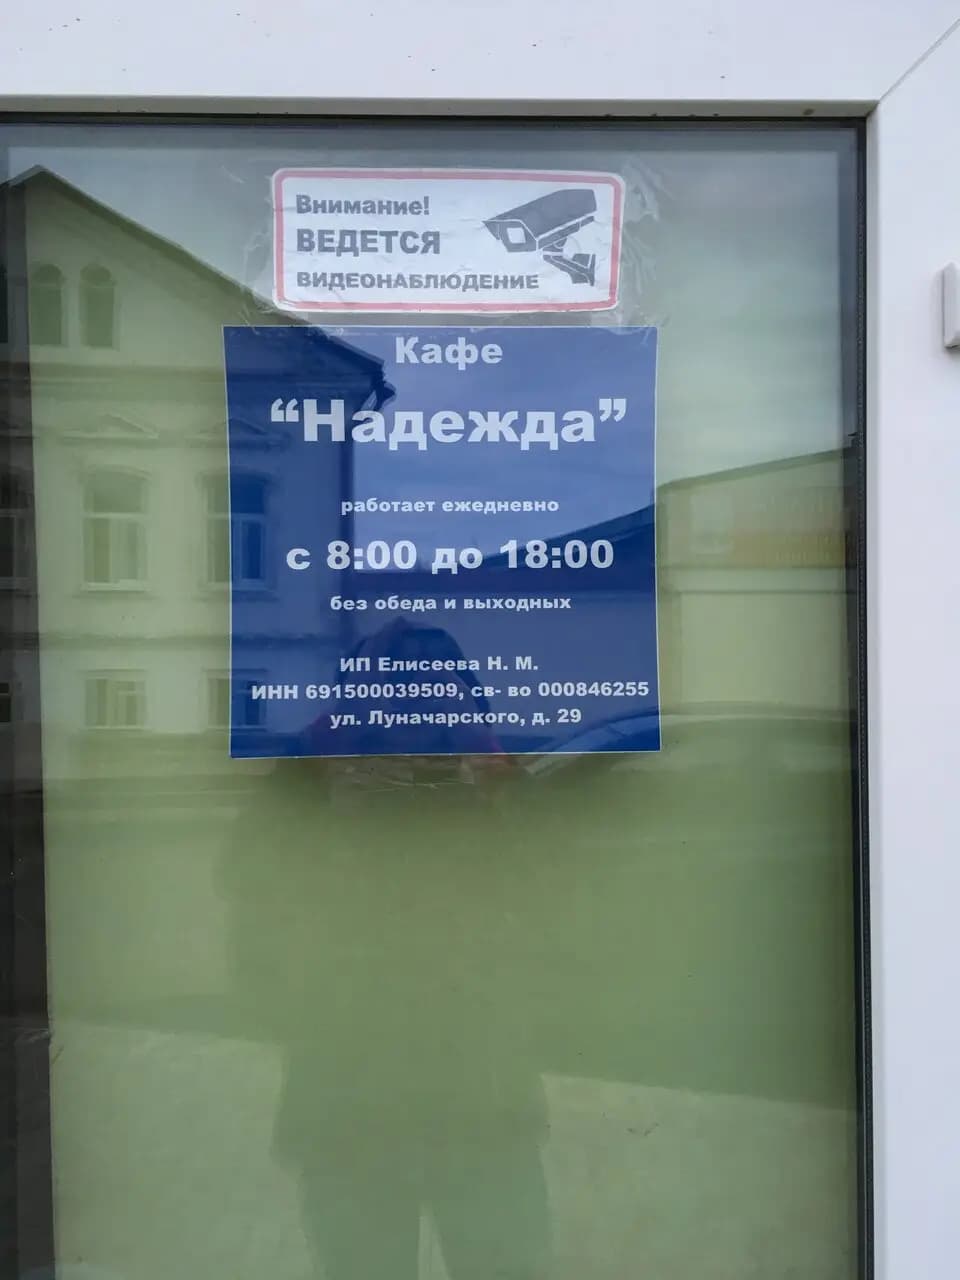 Внимание!
ВЕДЕТСЯ
ВИДЕОНАБЛЮДЕНИЕ
Кафе
“Надежда”
работает ежедневно
с 8:00 до 18:00
без обеда и выходных
ИП Елисеева Н. М.
ИНН 691500039509, св- во 000846255
ул. Луначарского, д. 29